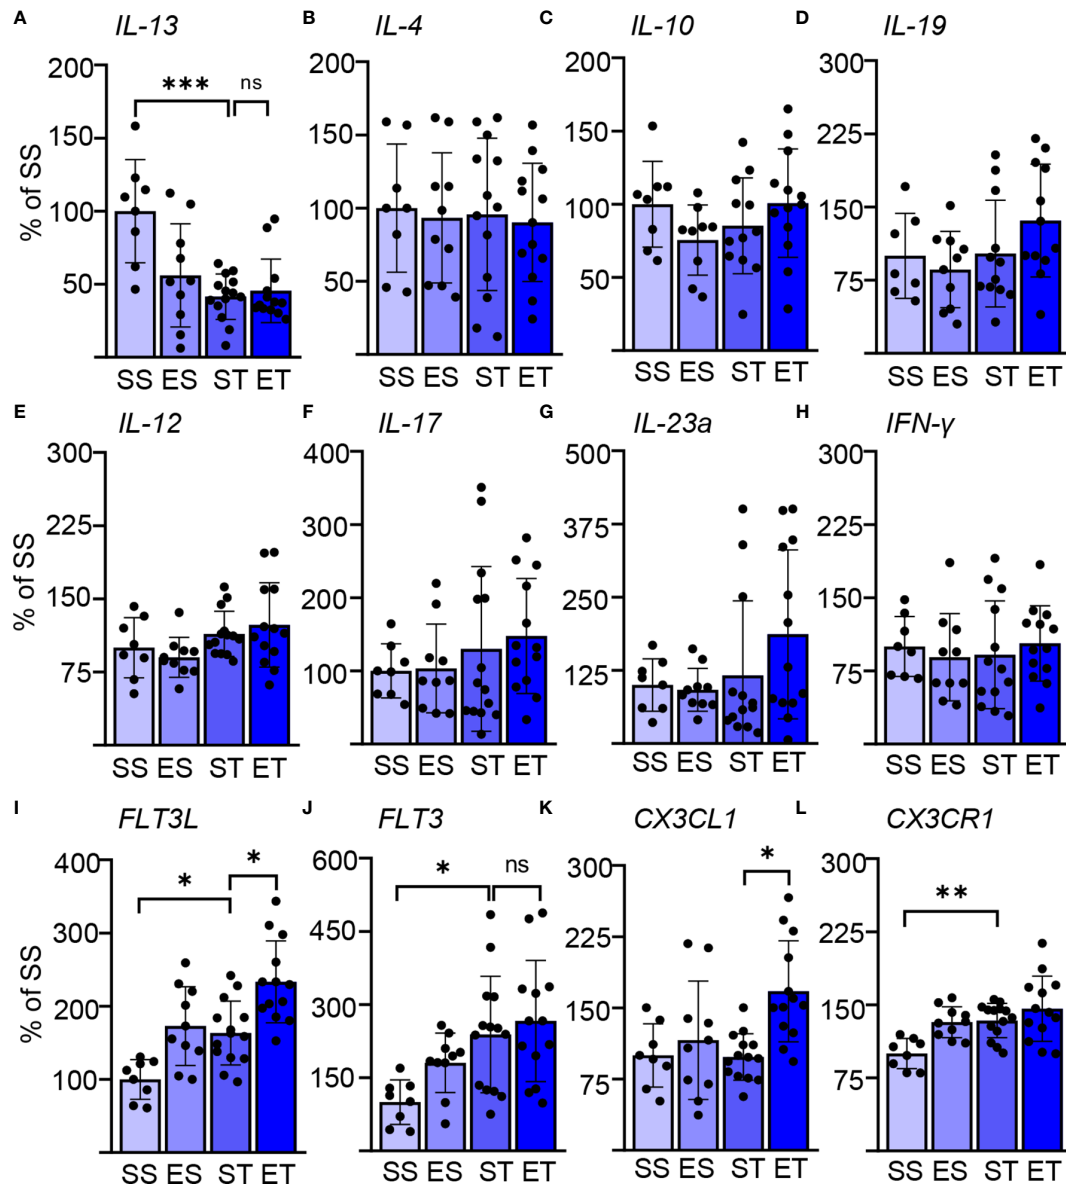 A IL-13 B IL-4 C IL-10 D IL-19
% of SS
200 150 100 50
*** ns
SS ES ST ET
200 150 100 50
SS ES ST ET
200 150 100 50
SS ES ST ET
300 225 150 75
SS ES ST ET
E IL-12 F IL-17 G IL-23a H IFN-γ
% of SS
300 225 150 75
SS ES ST ET
400 300 200 100
SS ES ST ET
500 375 250 125
SS ES ST ET
300 225 150 75
SS ES ST ET
I FLT3L J FLT3 K CX3CL1 L CX3CR1
% of SS
400 300 200 100
* *
SS ES ST ET
600 450 300 150
* ns
SS ES ST ET
300 225 150 75
*
SS ES ST ET
300 225 150 75
**
SS ES ST ET